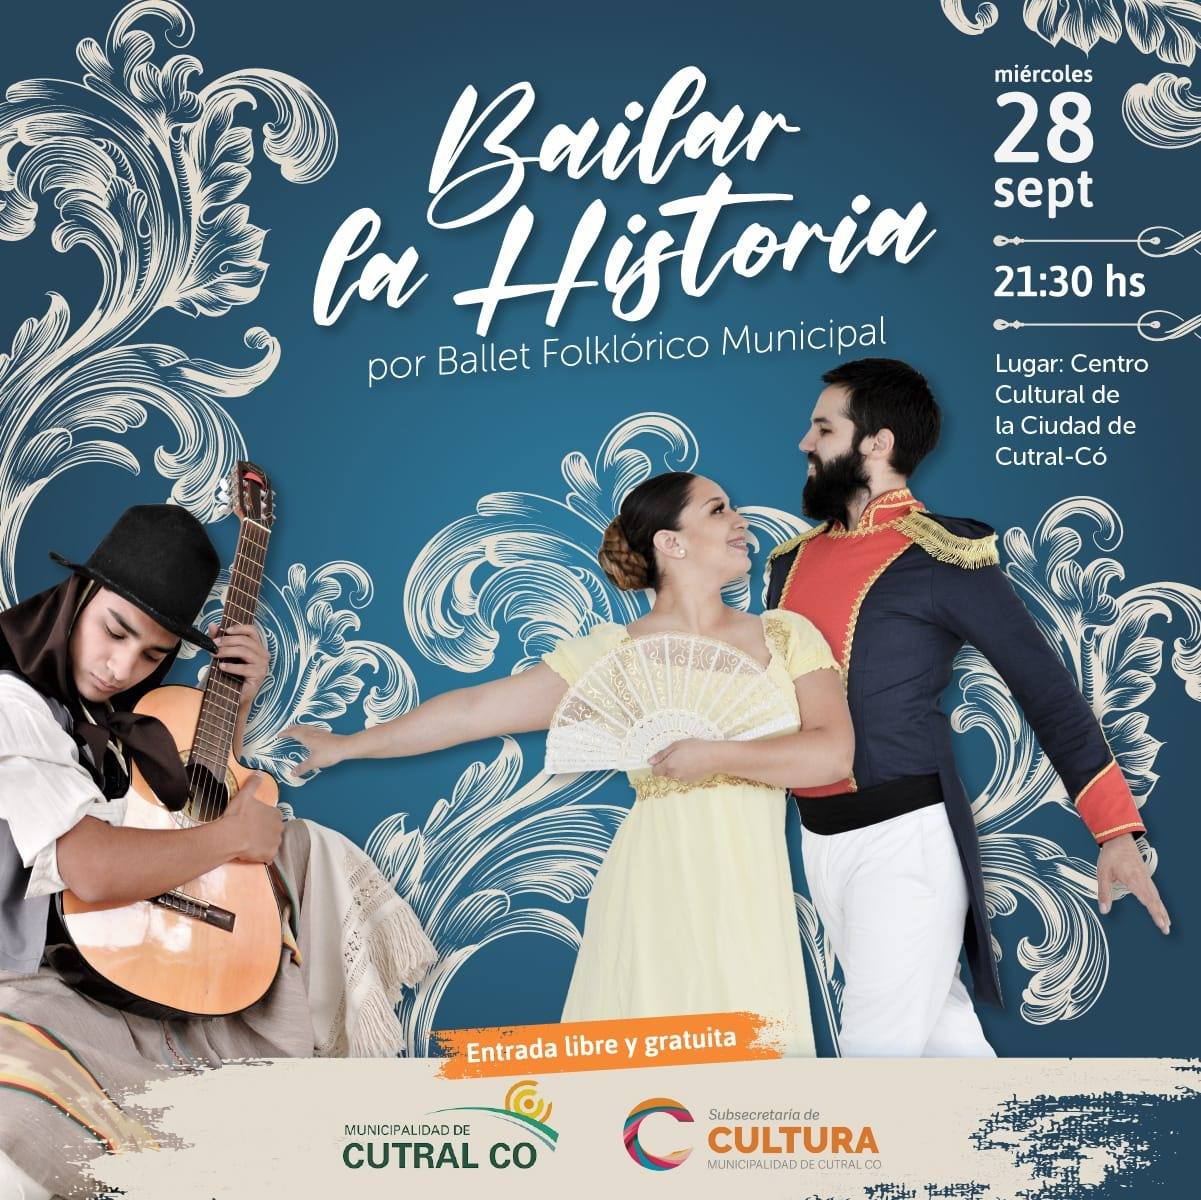 Bailar
la Historia
por Ballet Folklórico Municipal
miércoles
28
sept
21:30 hs
Lugar: Centro
Cultural de
la Ciudad de
Cutral-Có
Entrada libre y gratuita
MUNICIPALIDAD DE
CUTRAL CO
Subsecretaría de
CULTURA
MUNICIPALIDAD DE CUTRAL CO